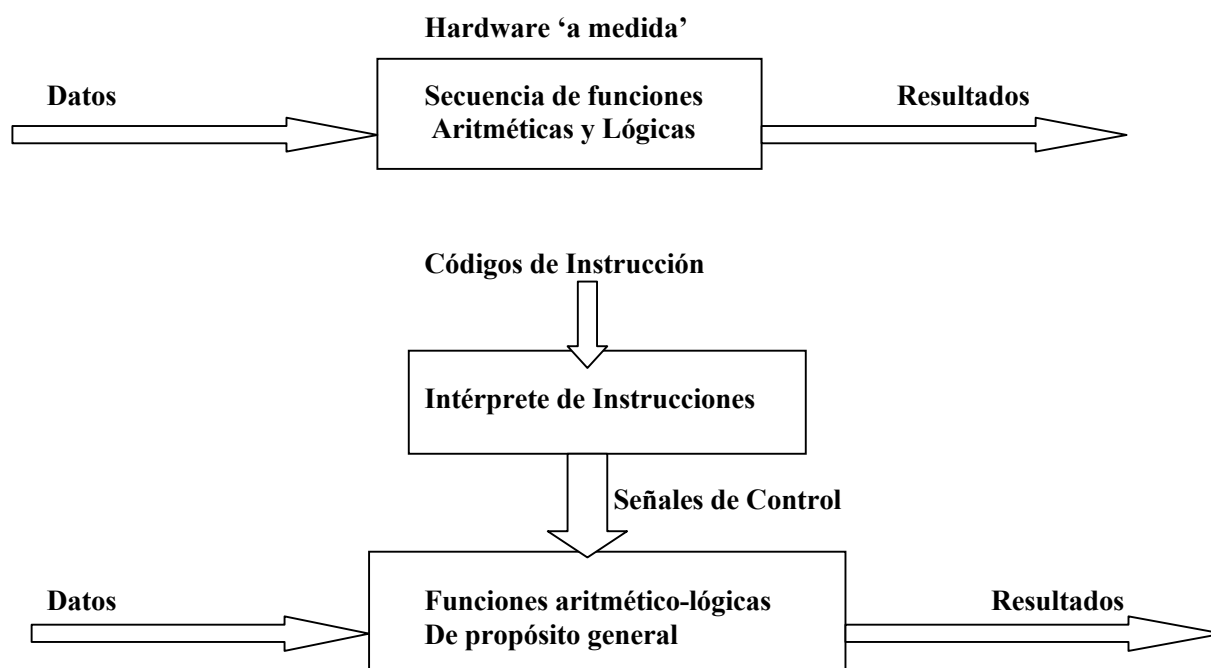 Hardware ‘a medida’
Datos
Secuencia de funciones
Aritméticas y Lógicas
Resultados
Códigos de Instrucción
Intérprete de Instrucciones
Señales de Control
Datos
Funciones aritmético-lógicas
De propósito general
Resultados